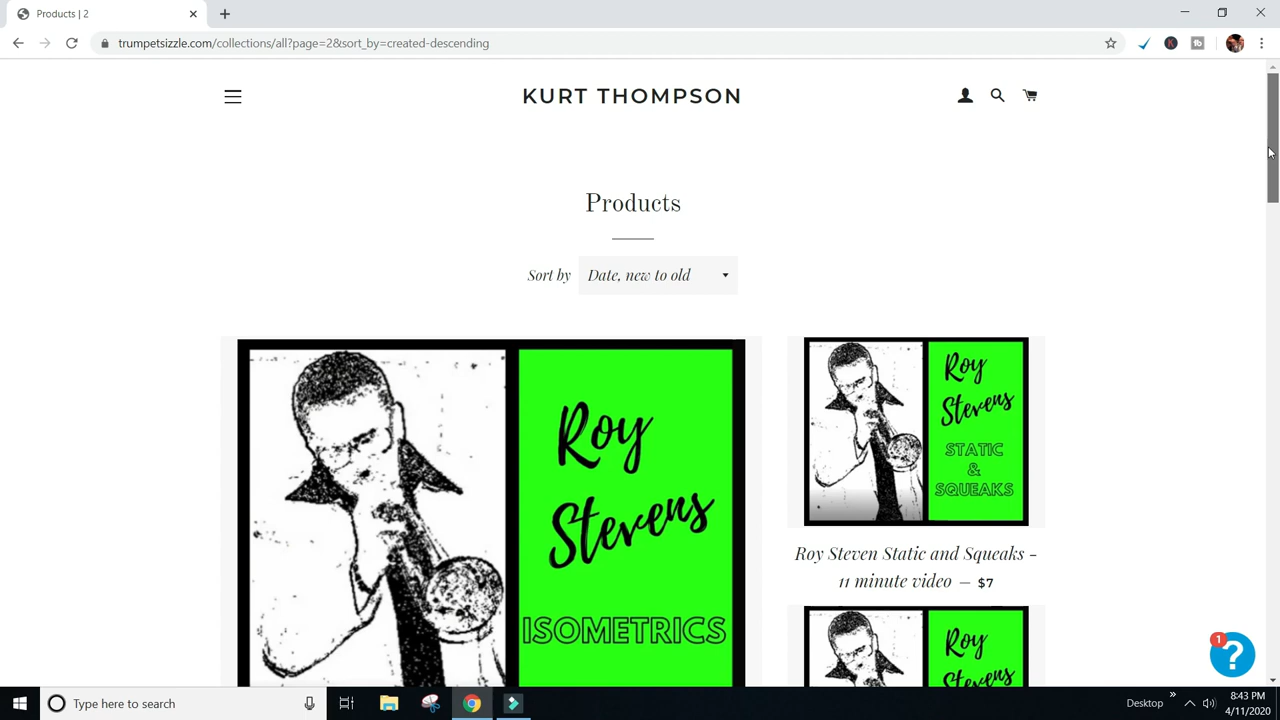 Products | 2
trumpetsizzle.com/collections/all?page=2&sort_by=created-descending
KURT THOMPSON
Products
Sort by Date, new to old
Roy
Stevens
ISOMETRICS
Roy
Stevens
STATIC
&
SQUEAKS
Roy Steven Static and Squeaks -
11 minute video — $7
Roy
Stevens
1
?
Type here to search
Desktop
8:43 PM
4/11/2020